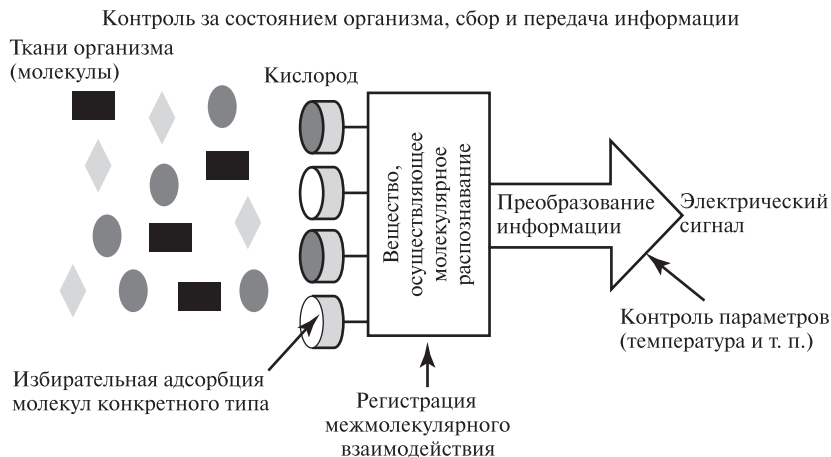 Контроль за состоянием организма, сбор и передача информации
Ткани организма
(молекулы)
Кислород
Вещество,
осуществляющее
молекулярное
распознавание
Преобразование
информации
Электрический
сигнал
Контроль параметров
(температура и т. п.)
Избирательная адсорбция
молекул конкретного типа
Регистрация
межмолекулярного
взаимодействия